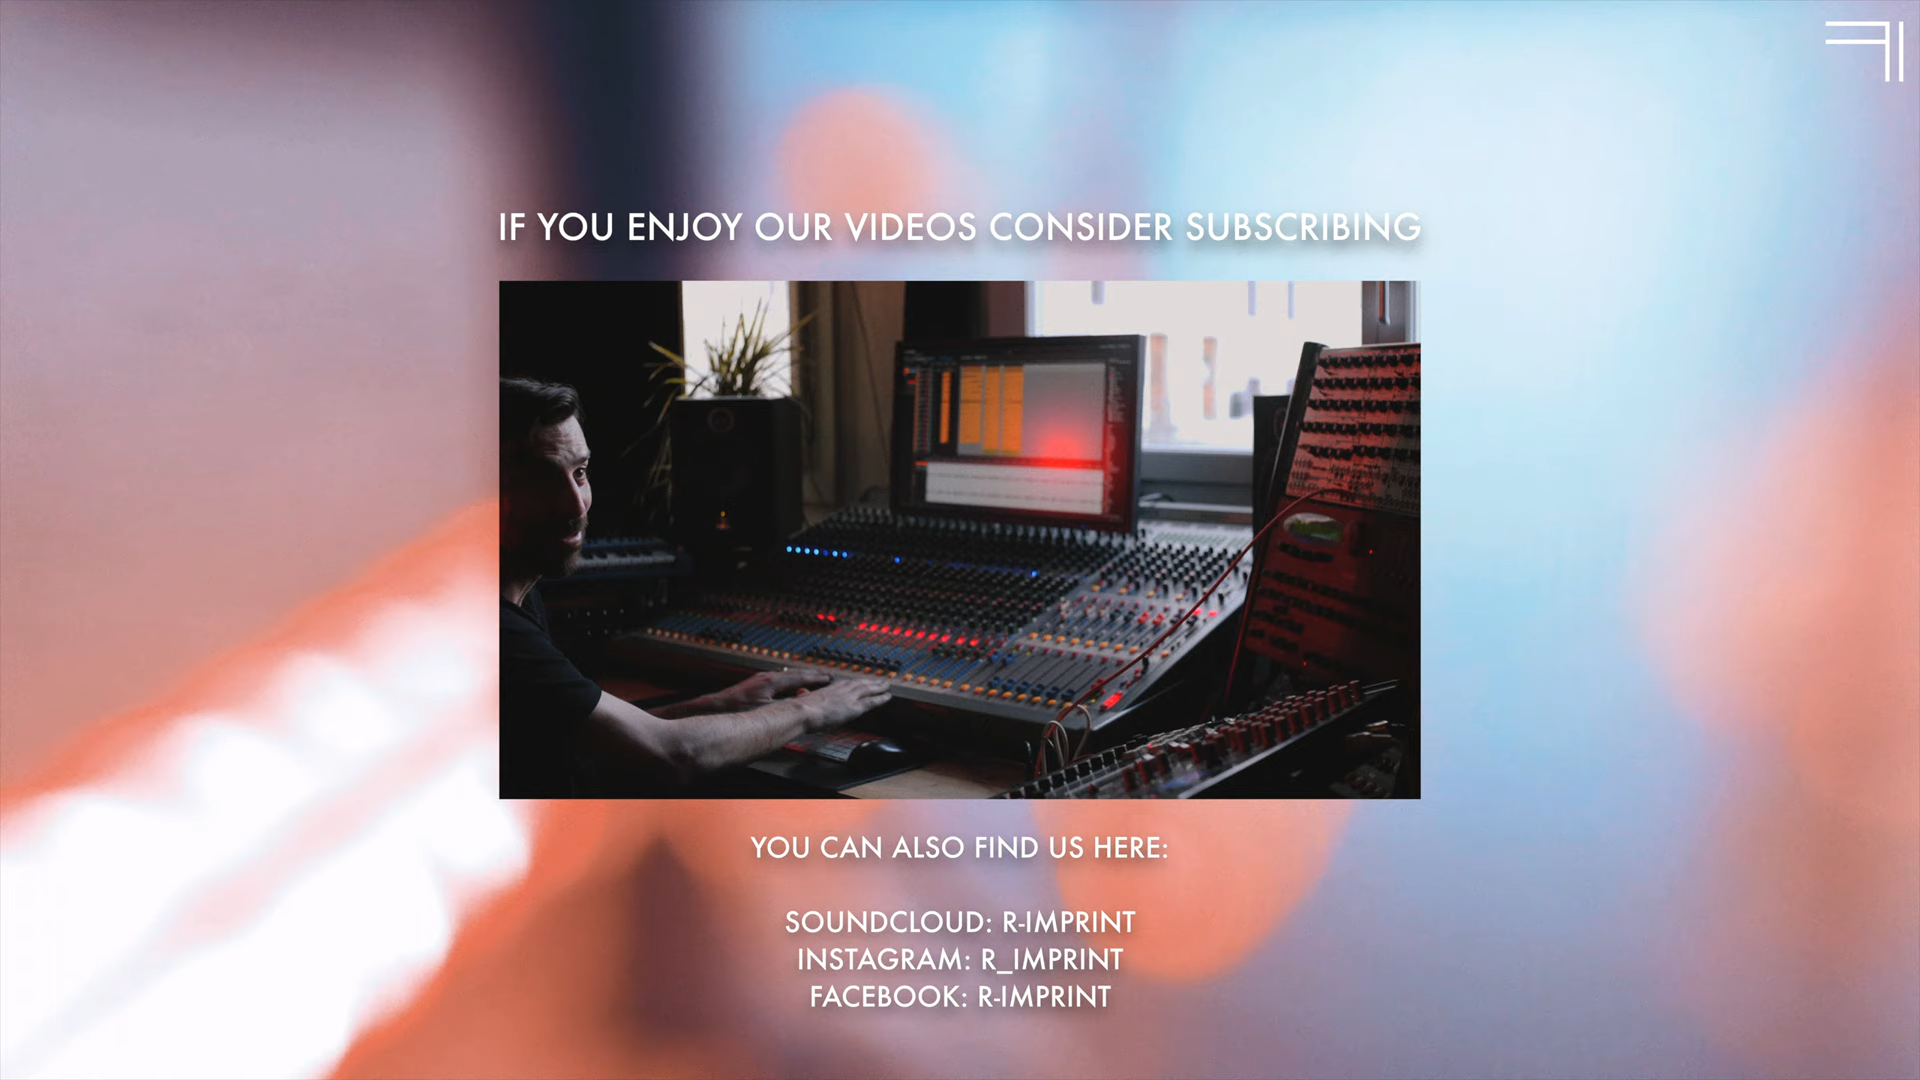 IF YOU ENJOY OUR VIDEOS CONSIDER SUBSCRIBING
YOU CAN ALSO FIND US HERE:
SOUNDCLOUD: R-IMPRINT
INSTAGRAM: R_IMPRINT
FACEBOOK: R-IMPRINT